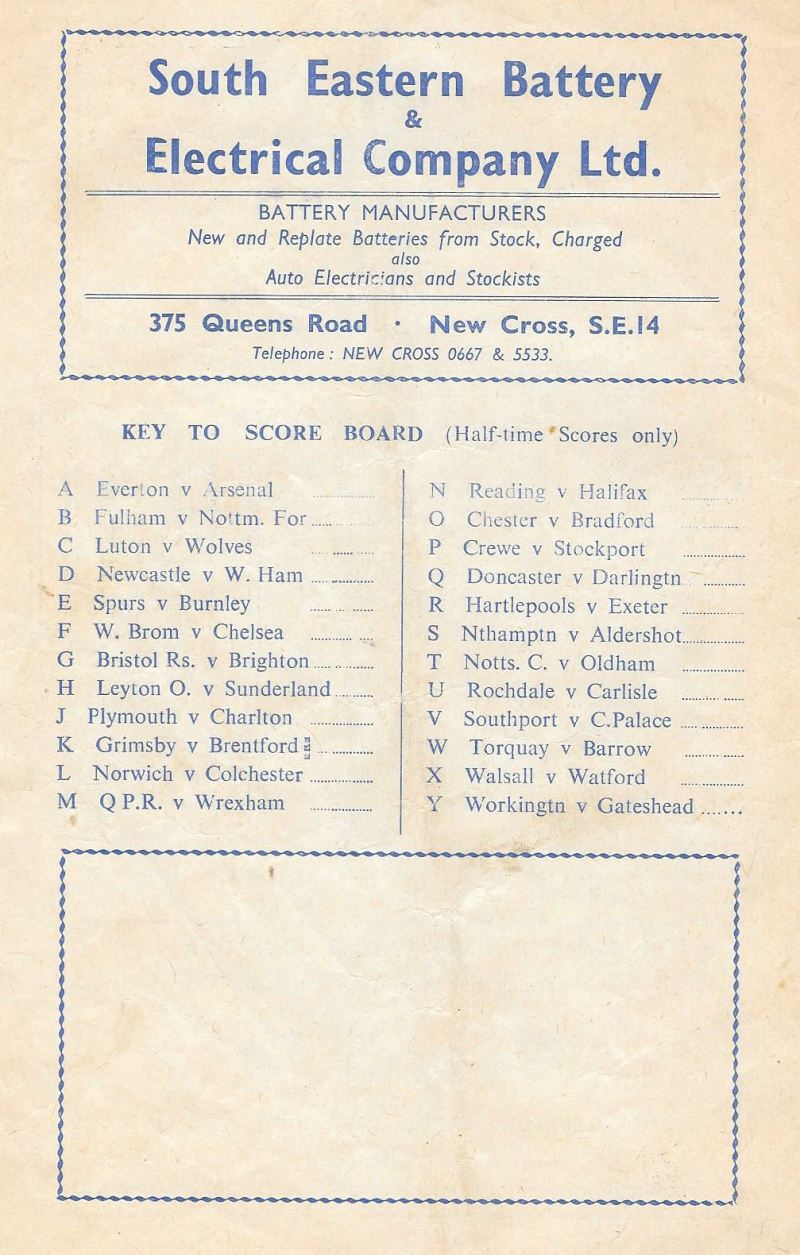 South Eastern Battery
&
Electrical Company Ltd.
BATTERY MANUFACTURERS
New and Replate Batteries from Stock, Charged
also
Auto Electricians and Stockists
375 Queens Road · New Cross, S.E.14
Telephone : NEW CROSS 0667 & 5533.
KEY TO SCORE BOARD (Half-time Scores only)
A Everton v Arsenal ............
B Fulham v Nottm. For ......
C Luton v Wolves ............
D Newcastle v W. Ham ............
E Spurs v Burnley ............
F W. Brom v Chelsea ............
G Bristol Rs. v Brighton ............
H Leyton O. v Sunderland ............
J Plymouth v Charlton ............
K Grimsby v Brentford ............
L Norwich v Colchester ............
M Q P.R. v Wrexham ............
N Reading v Halifax ............
O Chester v Bradford ............
P Crewe v Stockport ............
Q Doncaster v Darlingtn ............
R Hartlepools v Exeter ............
S Nthamptn v Aldershot ............
T Notts. C. v Oldham ............
U Rochdale v Carlisle ............
V Southport v C.Palace ............
W Torquay v Barrow ............
X Walsall v Watford ............
Y Workingtn v Gateshead .......